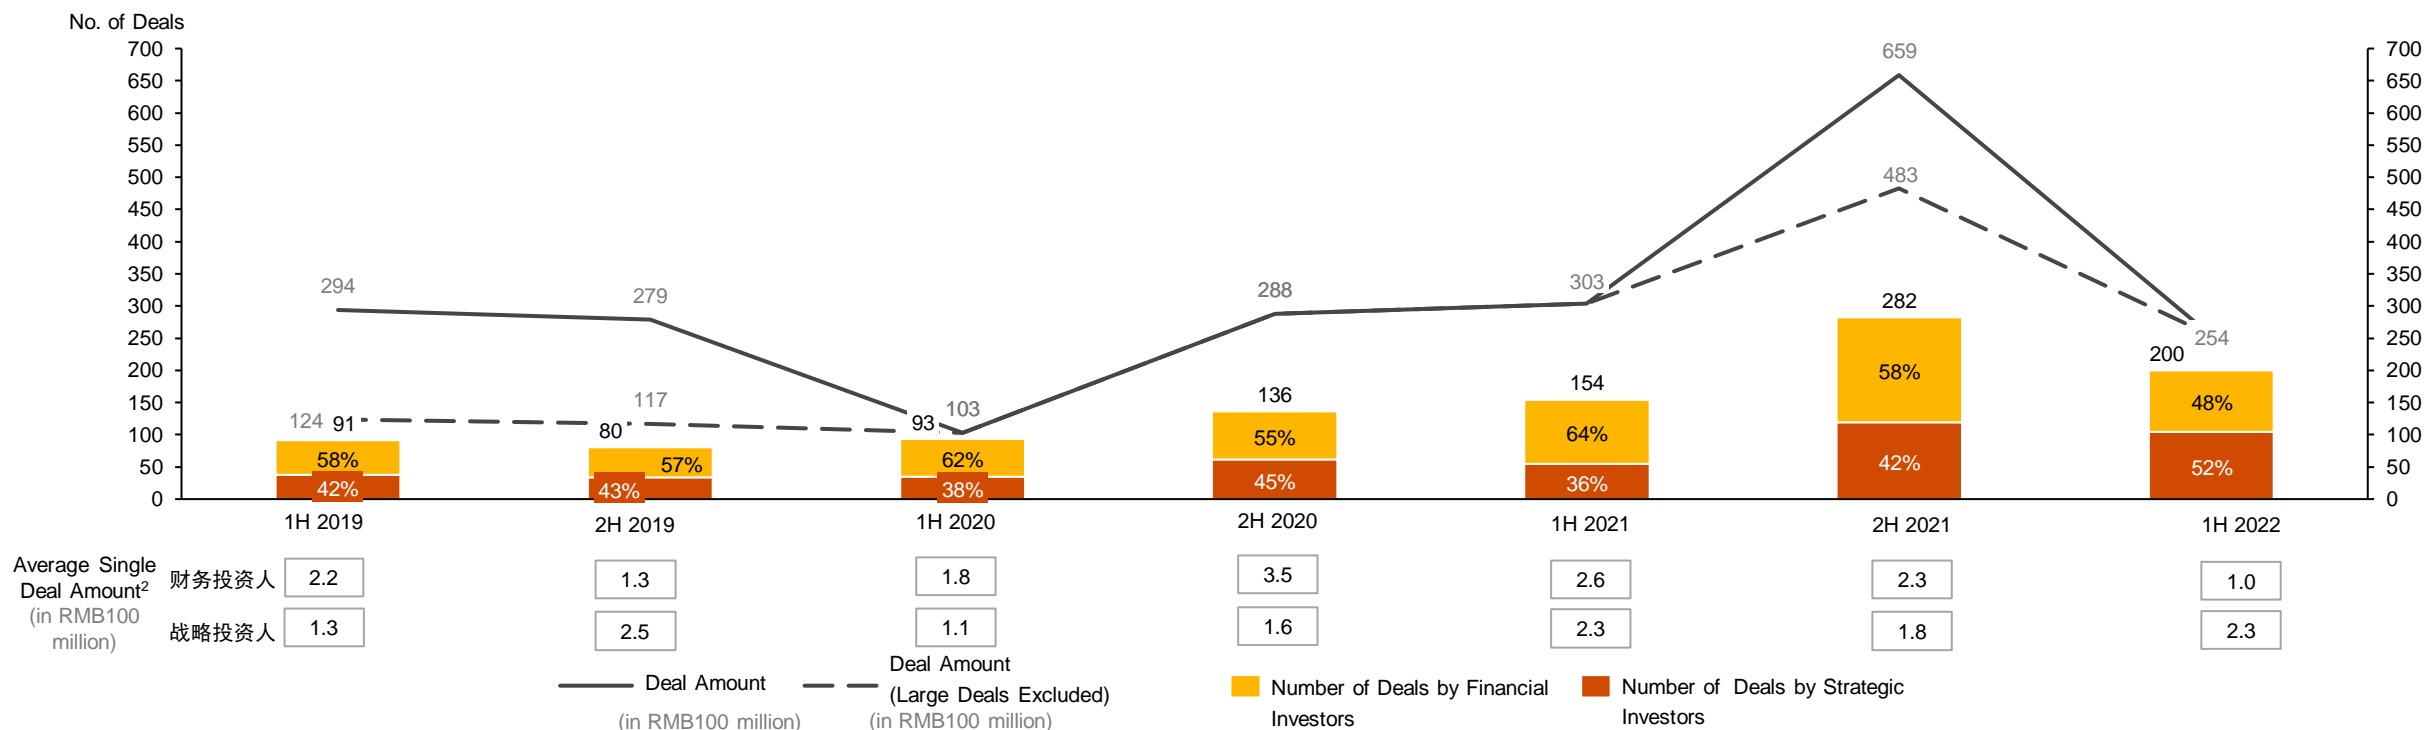 No. of Deals
700 700
650 659 650
600 600
550 550
500 483 500
450 450
400 400
350 350
300 294 279 288 303 282 300
250 254 250
200 200 58% 200
150 117 136 154 48% 150
100 124 91 80 93 103 55% 64% 100
50 58% 57% 62% 42% 52% 50
42% 43% 38% 45% 36%
0 0
1H 2019 2H 2019 1H 2020 2H 2020 1H 2021 2H 2021 1H 2022
Average Single
Deal Amount2
(in RMB100
million)
财务投资人 2.2 1.3 1.8 3.5 2.6 2.3 1.0
战略投资人 1.3 2.5 1.1 1.6 2.3 1.8 2.3
Deal Amount
(in RMB100 million)
Deal Amount
(Large Deals Excluded)
(in RMB100 million)
Number of Deals by Financial
Investors
Number of Deals by Strategic
Investors